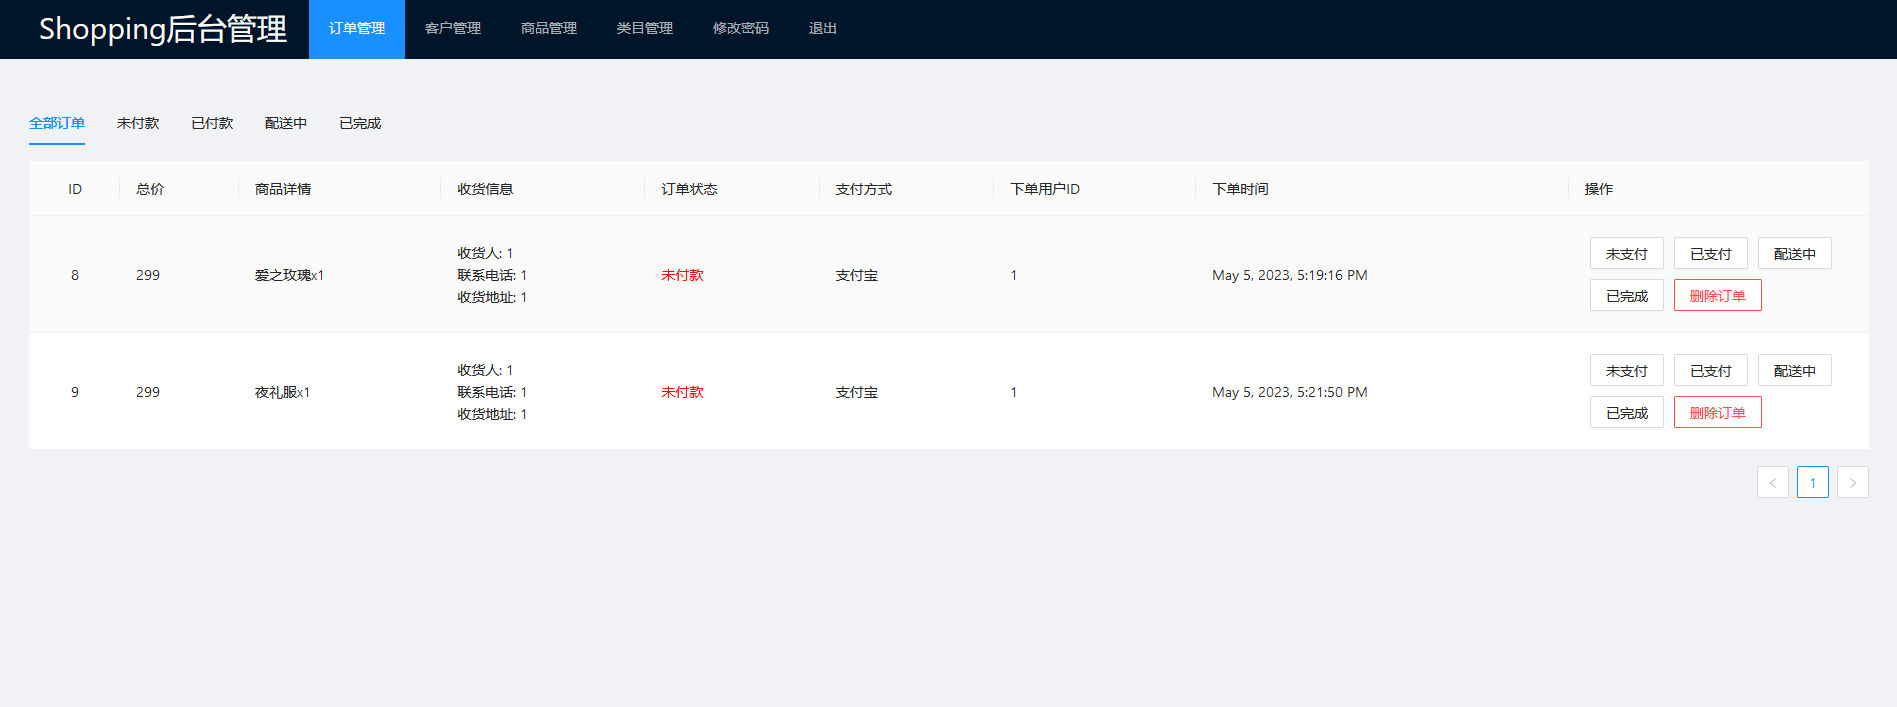 Shopping后台管理 订单管理 客户管理 商品管理 类目管理 修改密码 退出
全部订单 未付款 已付款 配送中 已完成
ID 总价 商品详情 收货信息 订单状态 支付方式 下单用户ID 下单时间 操作
收货人: 1
8 299 爱之玫瑰x1 联系电话: 1 未付款 支付宝 1 May 5, 2023, 5:19:16 PM
收货地址: 1
未支付 已支付 配送中
已完成 删除订单
收货人: 1
9 299 夜礼服x1 联系电话: 1 未付款 支付宝 1 May 5, 2023, 5:21:50 PM
收货地址: 1
未支付 已支付 配送中
已完成 删除订单
< 1 >